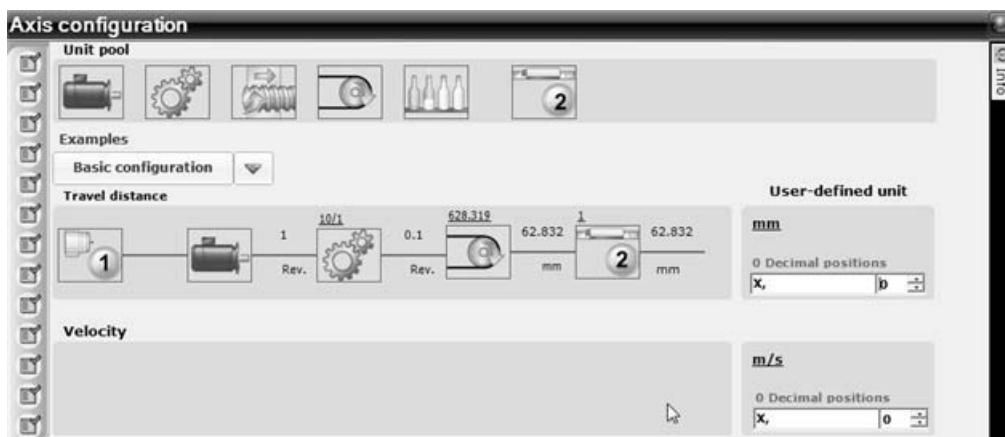 Axis configuration
Info
Unit pool
2
Examples
Basic configuration
Travel distance
User-defined unit
10/1
628.319
1
1
0.1
62.832
62.832
1
2
Rev.
Rev.
mm
mm
mm
0 Decimal positions
x, 0
Velocity
m/s
0 Decimal positions
x, 0